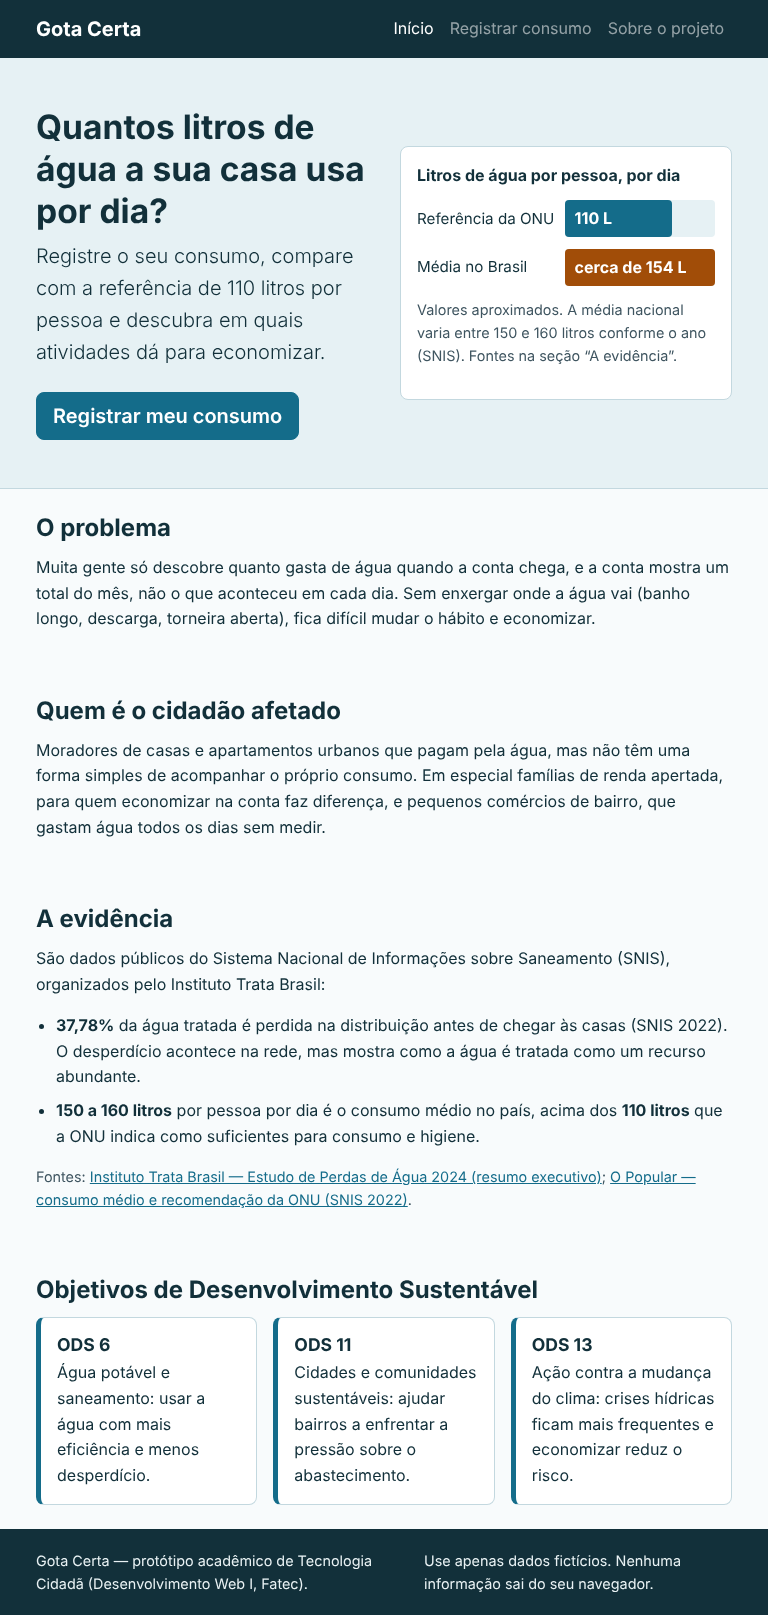 Gota Certa
Início Registrar consumo Sobre o projeto
Quantos litros de
água a sua casa usa
por dia?
Registre o seu consumo, compare
com a referência de 110 litros por
pessoa e descubra em quais
atividades dá para economizar.
Registrar meu consumo
Litros de água por pessoa, por dia
Referência da ONU 110 L
Média no Brasil cerca de 154 L
Valores aproximados. A média nacional
varia entre 150 e 160 litros conforme o ano
(SNIS). Fontes na seção “A evidência”.
O problema
Muita gente só descobre quanto gasta de água quando a conta chega, e a conta mostra um
total do mês, não o que aconteceu em cada dia. Sem enxergar onde a água vai (banho
longo, descarga, torneira aberta), fica difícil mudar o hábito e economizar.
Quem é o cidadão afetado
Moradores de casas e apartamentos urbanos que pagam pela água, mas não têm uma
forma simples de acompanhar o próprio consumo. Em especial famílias de renda apertada,
para quem economizar na conta faz diferença, e pequenos comércios de bairro, que
gastam água todos os dias sem medir.
A evidência
São dados públicos do Sistema Nacional de Informações sobre Saneamento (SNIS),
organizados pelo Instituto Trata Brasil:
• 37,78% da água tratada é perdida na distribuição antes de chegar às casas (SNIS 2022).
O desperdício acontece na rede, mas mostra como a água é tratada como um recurso
abundante.
• 150 a 160 litros por pessoa por dia é o consumo médio no país, acima dos 110 litros que
a ONU indica como suficientes para consumo e higiene.
Fontes: Instituto Trata Brasil — Estudo de Perdas de Água 2024 (resumo executivo); O Popular —
consumo médio e recomendação da ONU (SNIS 2022).
Objetivos de Desenvolvimento Sustentável
ODS 6
Água potável e
saneamento: usar a
água com mais
eficiência e menos
desperdício.
ODS 11
Cidades e comunidades
sustentáveis: ajudar
bairros a enfrentar a
pressão sobre o
abastecimento.
ODS 13
Ação contra a mudança
do clima: crises hídricas
ficam mais frequentes e
economizar reduz o
risco.
Gota Certa — protótipo acadêmico de Tecnologia
Cidadã (Desenvolvimento Web I, Fatec).
Use apenas dados fictícios. Nenhuma
informação sai do seu navegador.